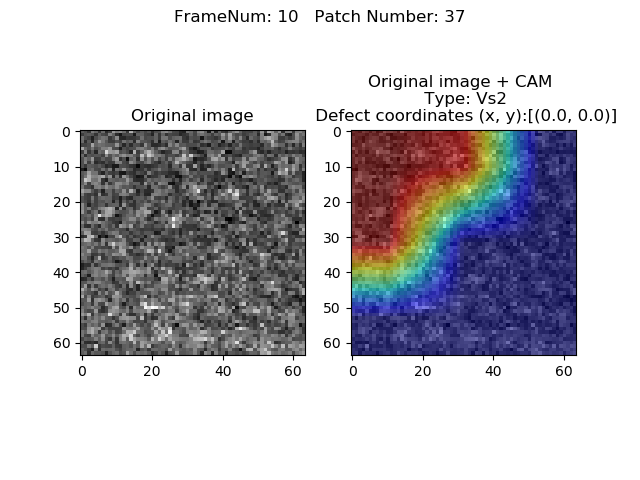 FrameNum: 10   Patch Number: 37
Original image
Original image + CAM
Type: Vs2
Defect coordinates (x, y):[(0.0, 0.0)]
0
10
20
30
40
50
60
0 20 40 60
0
10
20
30
40
50
60
0 20 40 60